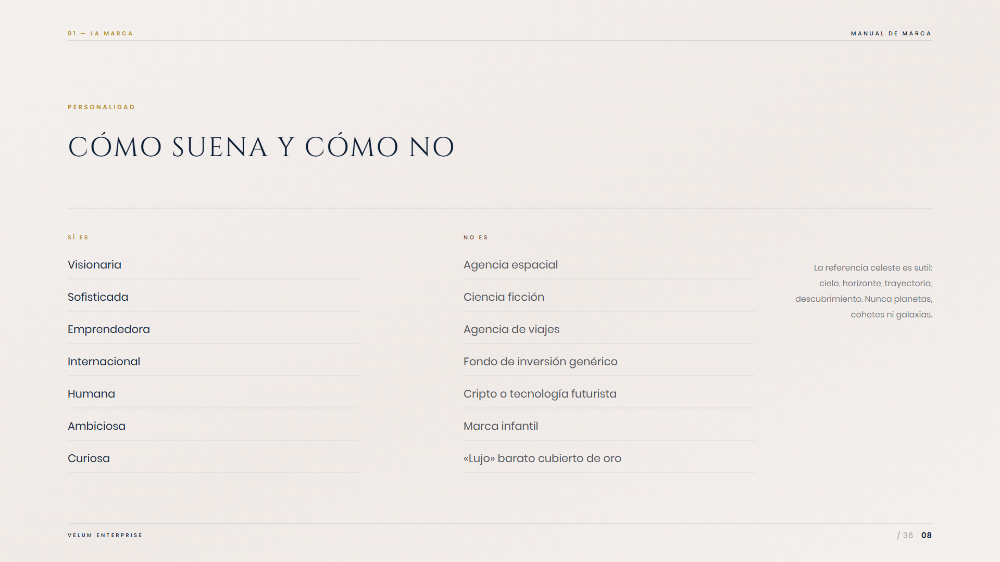 01 — LA MARCA
MANUAL DE MARCA
PERSONALIDAD
CÓMO SUENA Y CÓMO NO
SÍ ES
Visionaria
Sofisticada
Emprendedora
Internacional
Humana
Ambiciosa
Curiosa
NO ES
Agencia espacial
Ciencia ficción
Agencia de viajes
Fondo de inversión genérico
Cripto o tecnología futurista
Marca infantil
«Lujo» barato cubierto de oro
La referencia celeste es sutil:
cielo, horizonte, trayectoria,
descubrimiento. Nunca planetas,
cohetes ni galaxias.
VELUM ENTERPRISE
/ 36 08